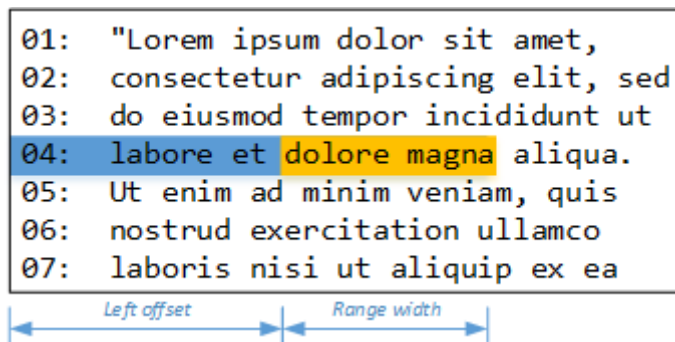 01:  "Lorem ipsum dolor sit amet,
02:  consectetur adipiscing elit, sed
03:  do eiusmod tempor incididunt ut
04:  labore et dolore magna aliqua.
05:  Ut enim ad minim veniam, quis
06:  nostrud exercitation ullamco
07:  laboris nisi ut aliquip ex ea
Left offset Range width